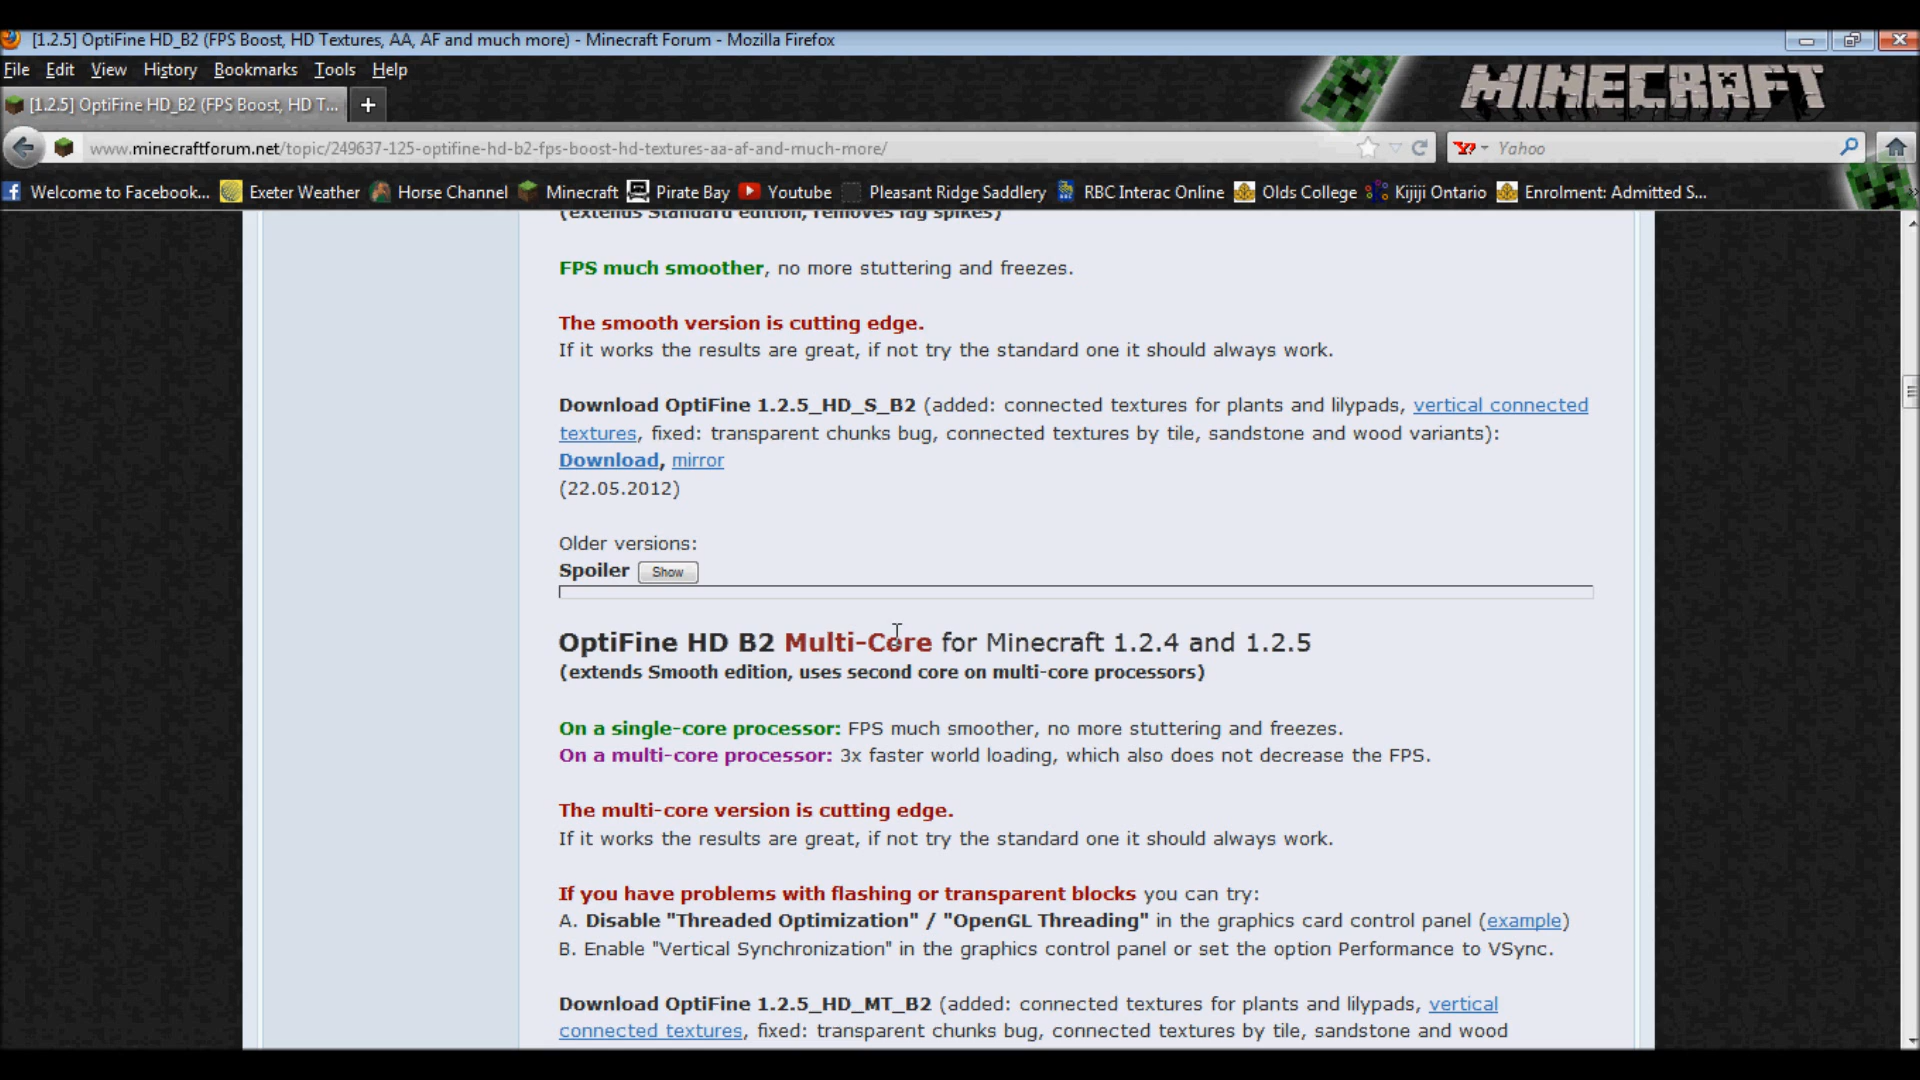 [1.2.5] OptiFine HD_B2 (FPS Boost, HD Textures, AA, AF and much more) - Minecraft Forum - Mozilla Firefox
File Edit View History Bookmarks Tools Help
MINECRAFT
[1.2.5] OptiFine HD_B2 (FPS Boost, HD T... +
www.minecraftforum.net/topic/249637-125-optifine-hd-b2-fps-boost-hd-textures-aa-af-and-much-more/ Yahoo
Welcome to Facebook... Exeter Weather Horse Channel Minecraft Pirate Bay Youtube Pleasant Ridge Saddlery RBC Interac Online Olds College Kijiji Ontario Enrolment: Admitted S...
(extends Standard edition, removes lag spikes)
FPS much smoother, no more stuttering and freezes.
The smooth version is cutting edge.
If it works the results are great, if not try the standard one it should always work.
Download OptiFine 1.2.5_HD_S_B2 (added: connected textures for plants and lilypads, vertical connected
textures, fixed: transparent chunks bug, connected textures by tile, sandstone and wood variants):
Download, mirror
(22.05.2012)
Older versions:
Spoiler Show
OptiFine HD B2 Multi-Core for Minecraft 1.2.4 and 1.2.5
(extends Smooth edition, uses second core on multi-core processors)
On a single-core processor: FPS much smoother, no more stuttering and freezes.
On a multi-core processor: 3x faster world loading, which also does not decrease the FPS.
The multi-core version is cutting edge.
If it works the results are great, if not try the standard one it should always work.
If you have problems with flashing or transparent blocks you can try:
A. Disable "Threaded Optimization" / "OpenGL Threading" in the graphics card control panel (example)
B. Enable "Vertical Synchronization" in the graphics control panel or set the option Performance to VSync.
Download OptiFine 1.2.5_HD_MT_B2 (added: connected textures for plants and lilypads, vertical
connected textures, fixed: transparent chunks bug, connected textures by tile, sandstone and wood